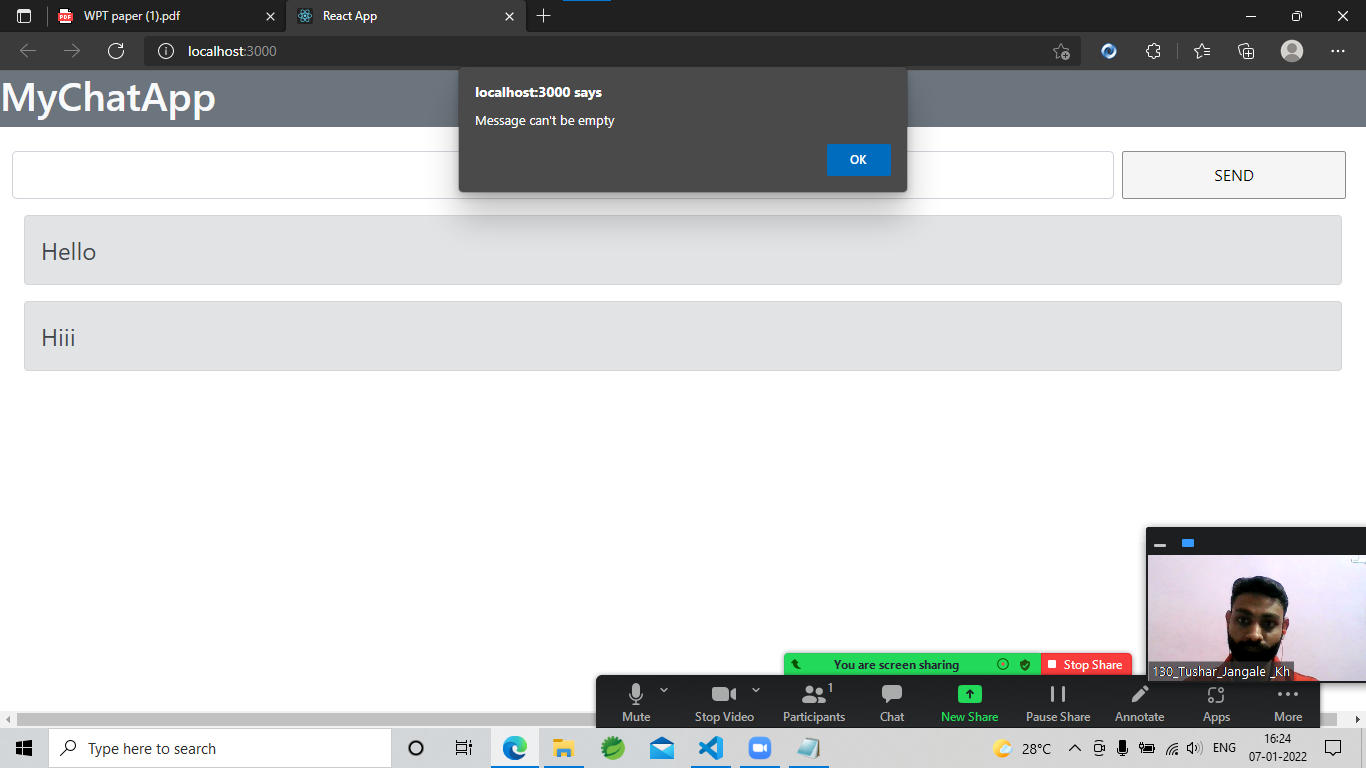 WPT paper (1).pdf
React App
localhost:3000
MyChatApp
localhost:3000 says
Message can't be empty
OK
SEND
Hello
Hiii
130_Tushar_Jangale _Kh
You are screen sharing
Stop Share
1
Mute
Stop Video
Participants
Chat
New Share
Pause Share
Annotate
Apps
More
Type here to search
28°C
ENG
16:24
07-01-2022